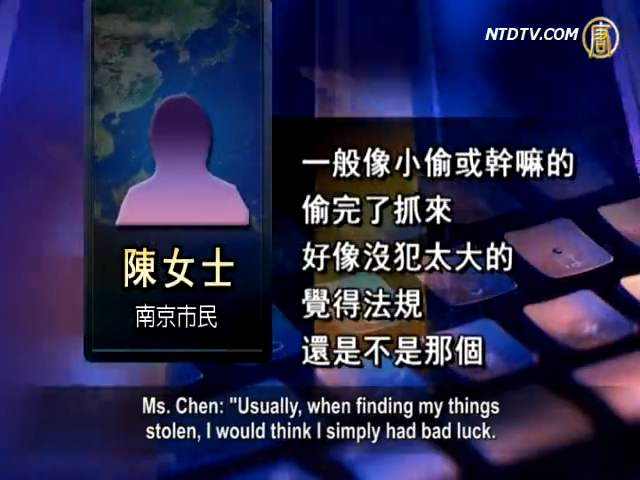 NTDTV.COM
唐
一般像小偷或幹嘛的
偷完了抓來
好像沒犯太大的
覺得法規
還是不是那個
陳女士
南京市民
Ms. Chen: "Usually, when finding my things
stolen, I would think I simply had bad luck.